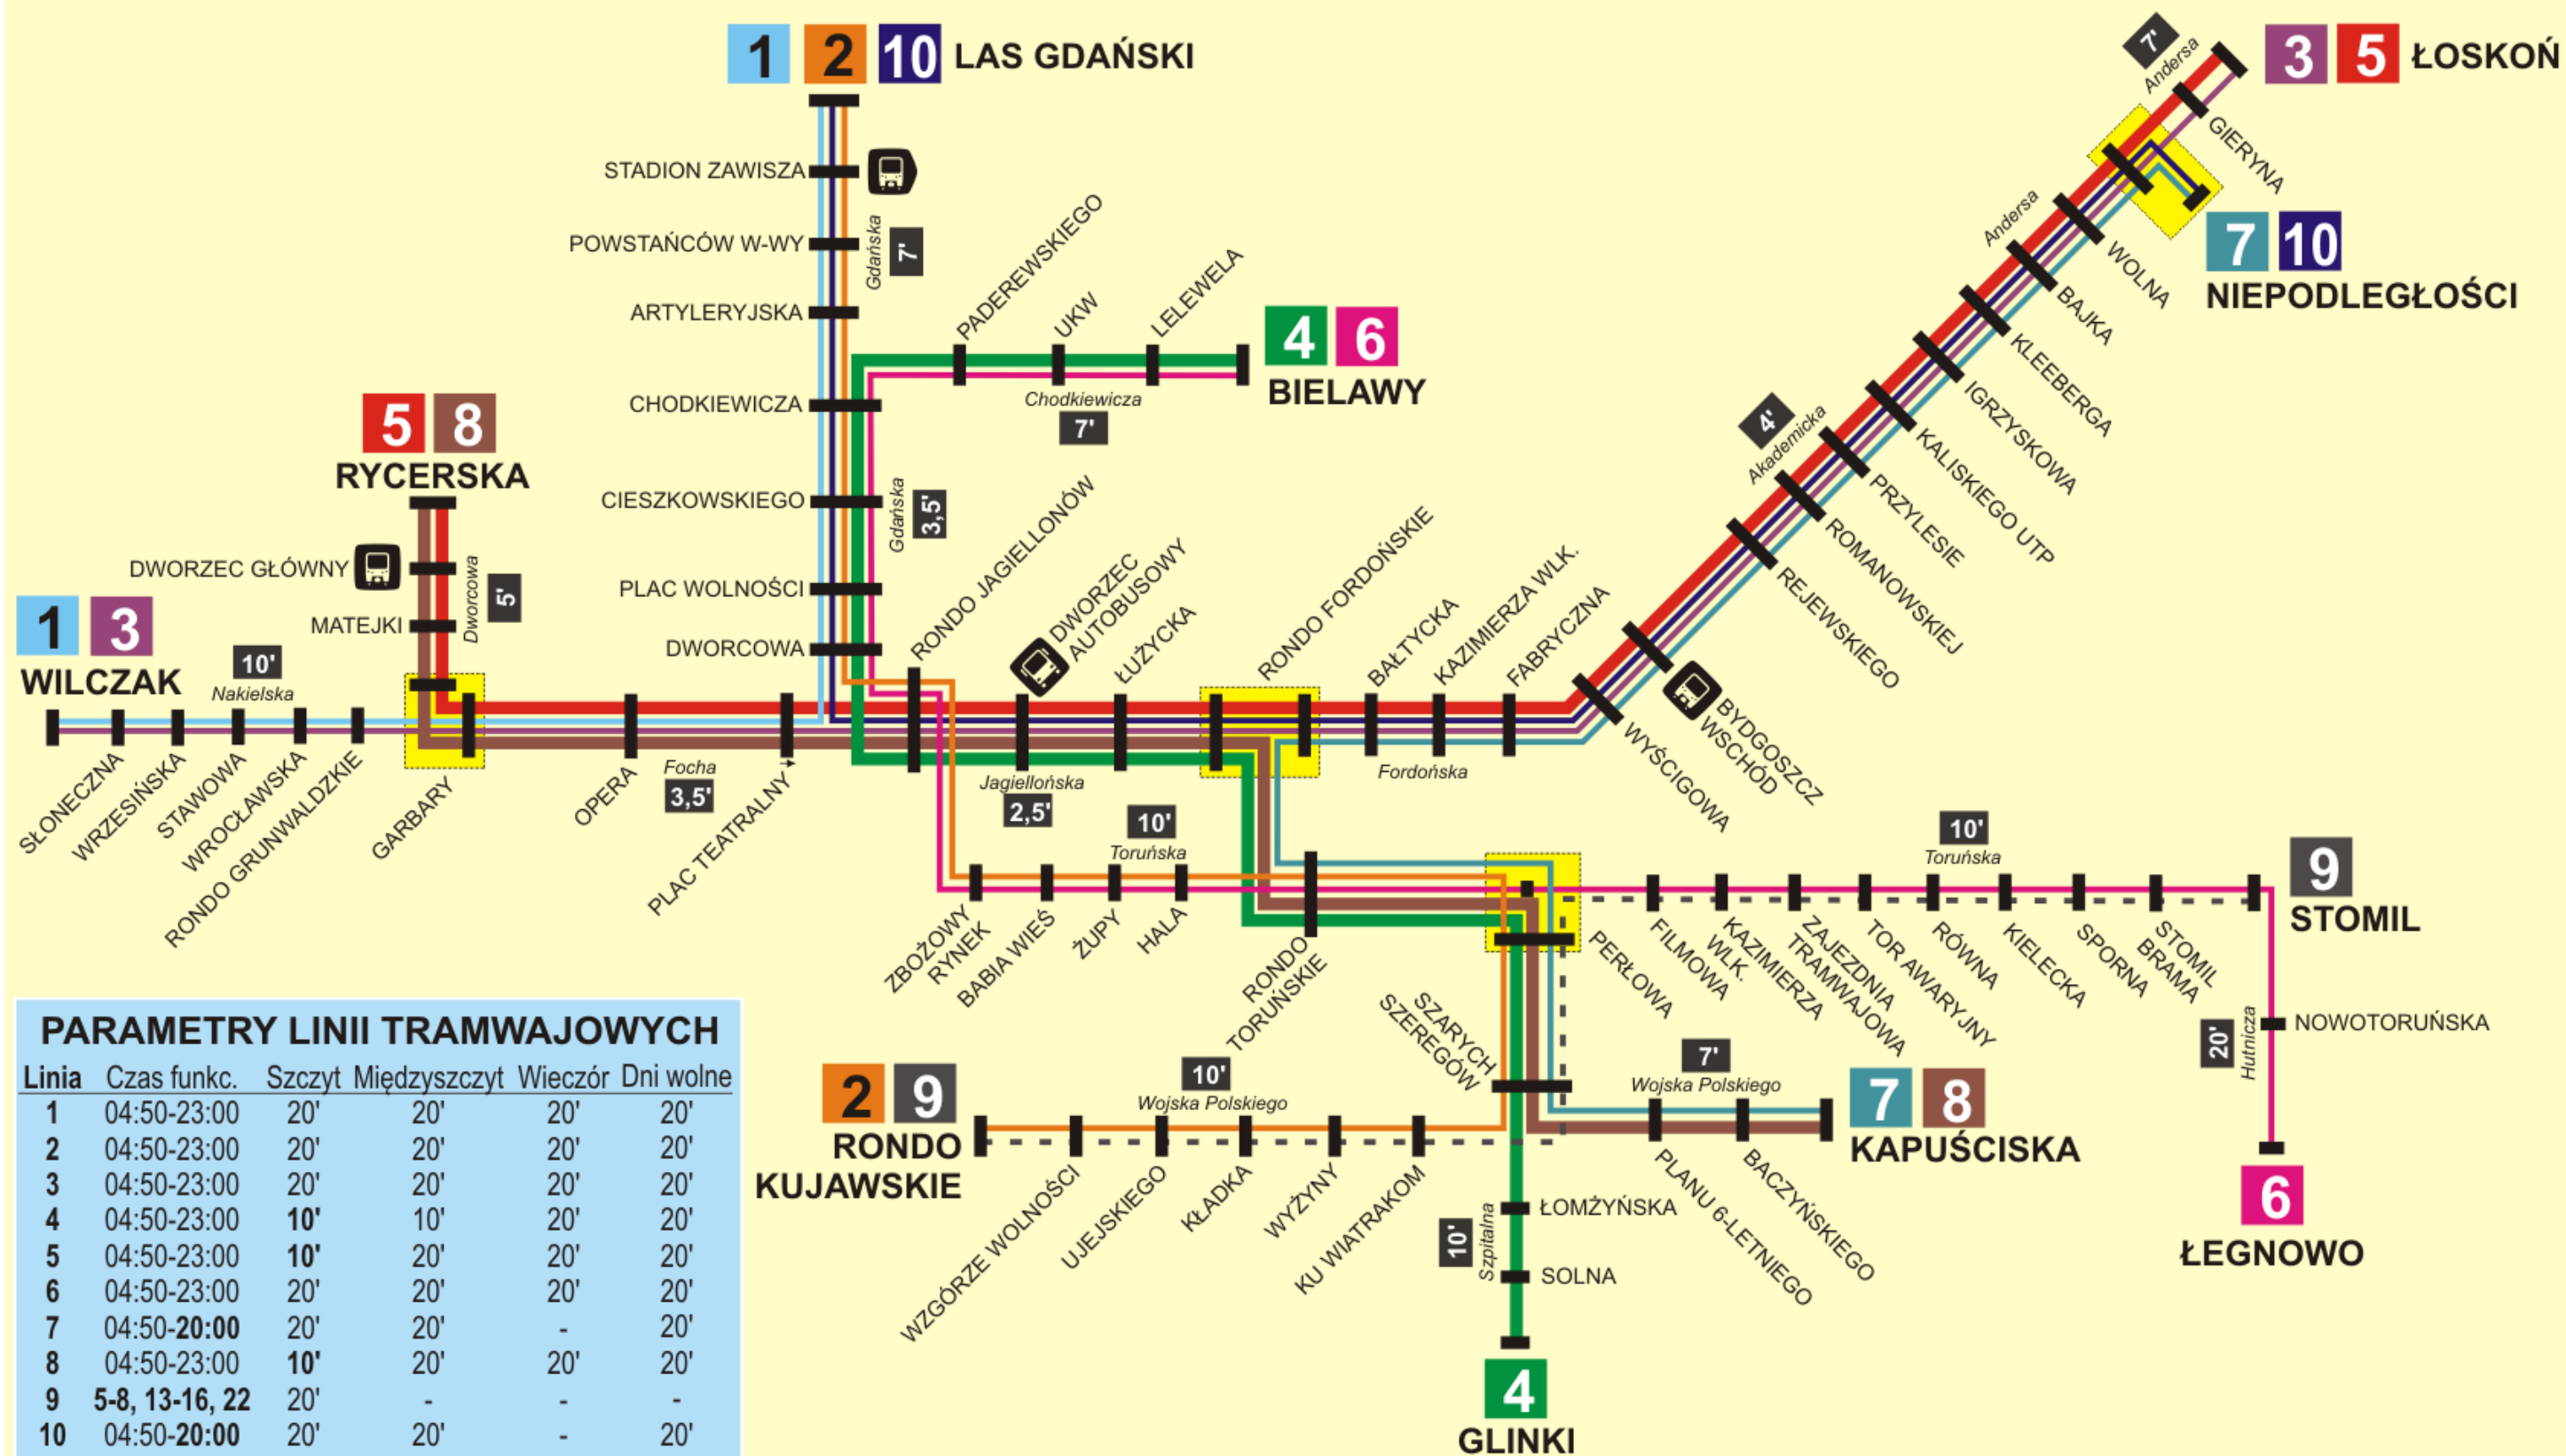 1 2 10 LAS GDAŃSKI
3 5 ŁOSKOŃ
7'
Andersa
GIERYNA
STADION ZAWISZA
POWSTAŃCÓW W-WY
Gdańska
7'
ARTYLERYJSKA
CHODKIEWICZA
CIESZKOWSKIEGO
Gdańska
3,5'
PLAC WOLNOŚCI
DWORCOWA
PADEREWSKIEGO
UKW
LELEWELA
Chodkiewicza
7'
4 6
BIELAWY
7 10
NIEPODLEGŁOŚCI
Andersa
WOLNA
BAJKA
KLEEBERGA
IGRZYSKOWA
KALISKIEGO UTP
PRZYLESIE
ROMANOWSKIEJ
REJEWSKIEGO
4'
Akademicka
BYDGOSZCZ
WSCHÓD
WYŚCIGOWA
5 8
RYCERSKA
DWORZEC GŁÓWNY
MATEJKI
Dworcowa
5'
1 3
WILCZAK
10'
Nakielska
SŁONECZNA
WRZESIŃSKA
STAWOWA
WROCŁAWSKA
RONDO GRUNWALDZKIE
GARBARY
OPERA
Focha
3,5'
PLAC TEATRALNY
RONDO JAGIELLONÓW
DWORZEC
AUTOBUSOWY
ŁUŻYCKA
Jagiellońska
2,5'
RONDO FORDOŃSKIE
BAŁTYCKA
KAZIMIERZA WLK.
FABRYCZNA
Fordońska
10'
Toruńska
ZBOŻOWY
RYNEK
BABIA WIEŚ
ŻUPY
HALA
RONDO
TORUŃSKIE
PERŁOWA
FILMOWA
KAZIMIERZA
WLK.
ZAJEZDNIA
TRAMWAJOWA
TOR AWARYJNY
RÓWNA
KIELECKA
SPORNA
STOMIL
BRAMA
10'
Toruńska
9
STOMIL
NOWOTORUŃSKA
Hutnicza
20'
6
ŁEGNOWO
SZARYCH
SZEREGÓW
7'
Wojska Polskiego
PLANU 6-LETNIEGO
BACZYŃSKIEGO
7 8
KAPUŚCISKA
2 9
RONDO
KUJAWSKIE
10'
Wojska Polskiego
WZGÓRZE WOLNOŚCI
UJEJSKIEGO
KŁADKA
WYŻYNY
KU WIATRAKOM
ŁOMŻYŃSKA
SOLNA
Szpitalna
10'
4
GLINKI
PARAMETRY LINII TRAMWAJOWYCH
Linia Czas funkc. Szczyt Międzyszczyt Wieczór Dni wolne
1 04:50-23:00 20' 20' 20' 20'
2 04:50-23:00 20' 20' 20' 20'
3 04:50-23:00 20' 20' 20' 20'
4 04:50-23:00 10' 10' 20' 20'
5 04:50-23:00 10' 20' 20' 20'
6 04:50-23:00 20' 20' 20' 20'
7 04:50-20:00 20' 20' - 20'
8 04:50-23:00 10' 20' 20' 20'
9 5-8, 13-16, 22 20' - - -
10 04:50-20:00 20' 20' - 20'